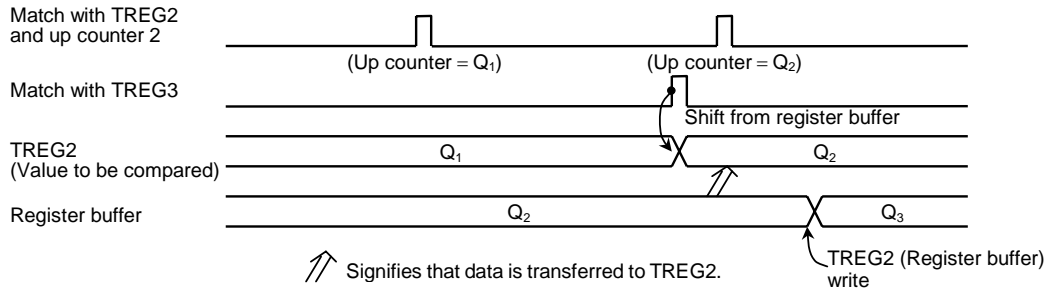 Match with TREG2
and up counter 2
(Up counter = Q₁)
(Up counter = Q₂)
Match with TREG3
Shift from register buffer
TREG2
(Value to be compared)
Q₁
Q₂
Register buffer
Q₂
Q₃
Signifies that data is transferred to TREG2.
TREG2 (Register buffer)
write